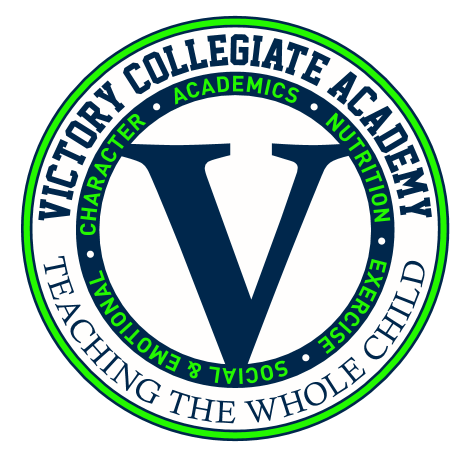 VICTORY COLLEGIATE ACADEMY
CHARACTER • ACADEMICS • NUTRITION • EXERCISE • SOCIAL & EMOTIONAL •
V
TEACHING THE WHOLE CHILD